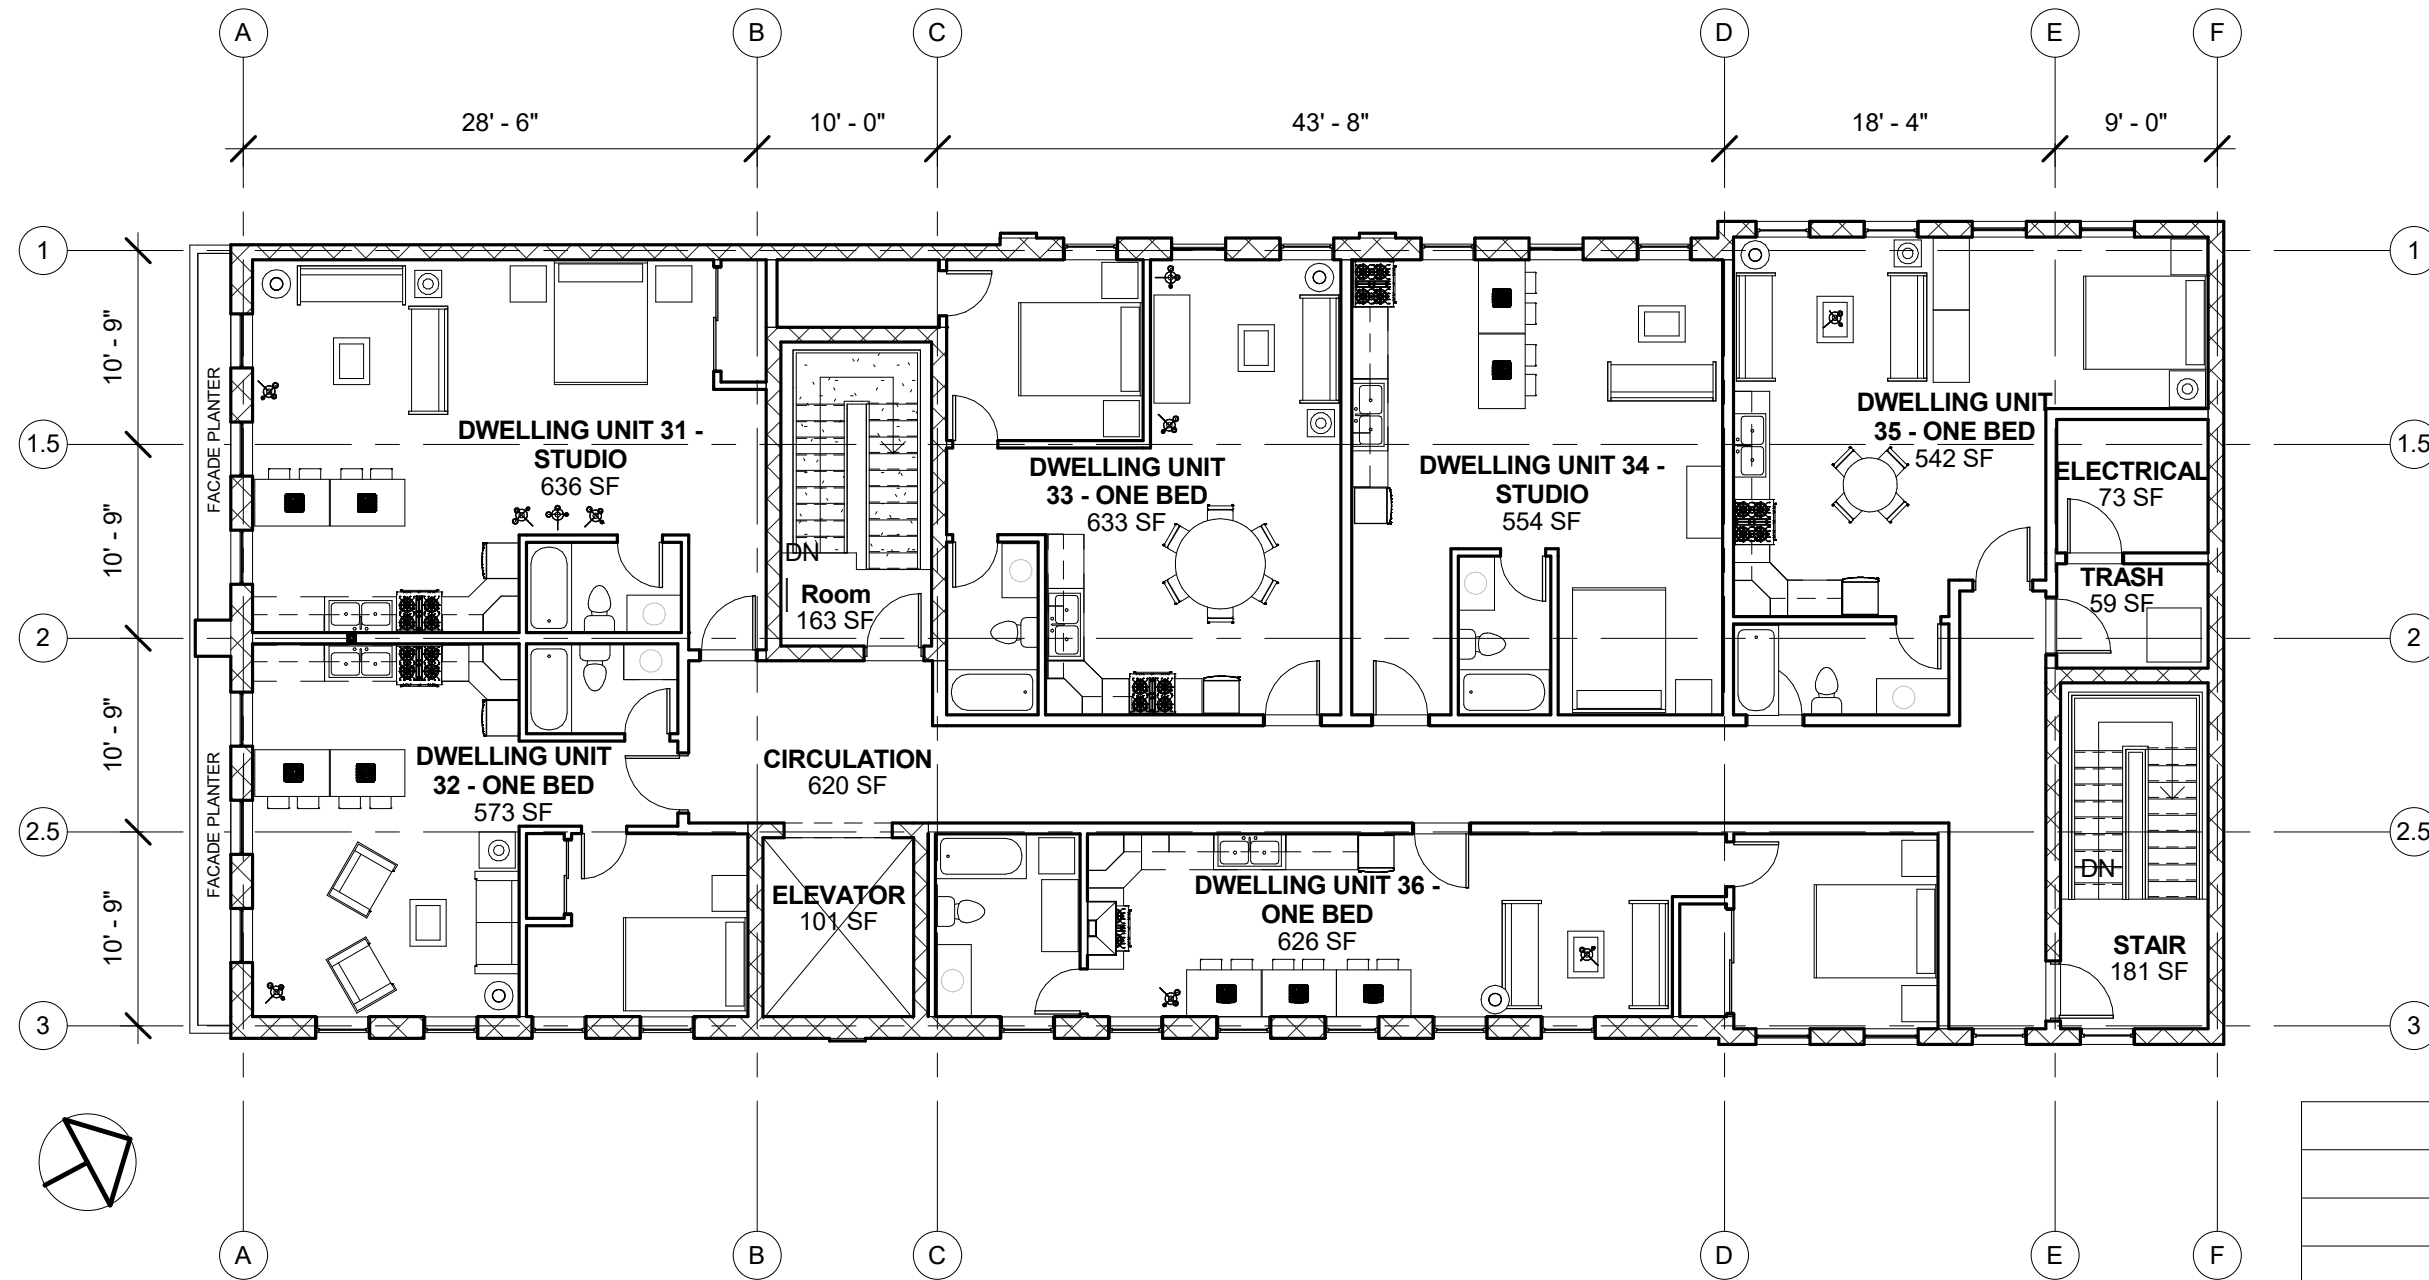 A
B
C
D
E
F
28' - 6"
10' - 0"
43' - 8"
18' - 4"
9' - 0"
1
1
10' - 9"
FACADE PLANTER
DWELLING UNIT 31 -
STUDIO
636 SF
DWELLING UNIT
33 - ONE BED
633 SF
DWELLING UNIT 34 -
STUDIO
554 SF
DWELLING UNIT
35 - ONE BED
542 SF
1.5
1.5
ELECTRICAL
73 SF
10' - 9"
DN
Room
163 SF
TRASH
59 SF
2
2
10' - 9"
FACADE PLANTER
DWELLING UNIT
32 - ONE BED
573 SF
CIRCULATION
620 SF
2.5
2.5
10' - 9"
ELEVATOR
101 SF
DWELLING UNIT 36 -
ONE BED
626 SF
DN
STAIR
181 SF
3
3
A
B
C
D
E
F